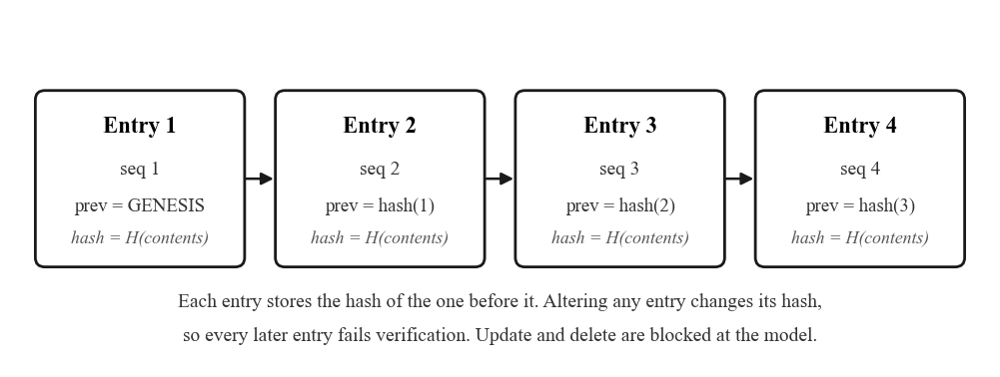 Entry 1
seq 1
prev = GENESIS
hash = H(contents)
Entry 2
seq 2
prev = hash(1)
hash = H(contents)
Entry 3
seq 3
prev = hash(2)
hash = H(contents)
Entry 4
seq 4
prev = hash(3)
hash = H(contents)
Each entry stores the hash of the one before it. Altering any entry changes its hash,
so every later entry fails verification. Update and delete are blocked at the model.